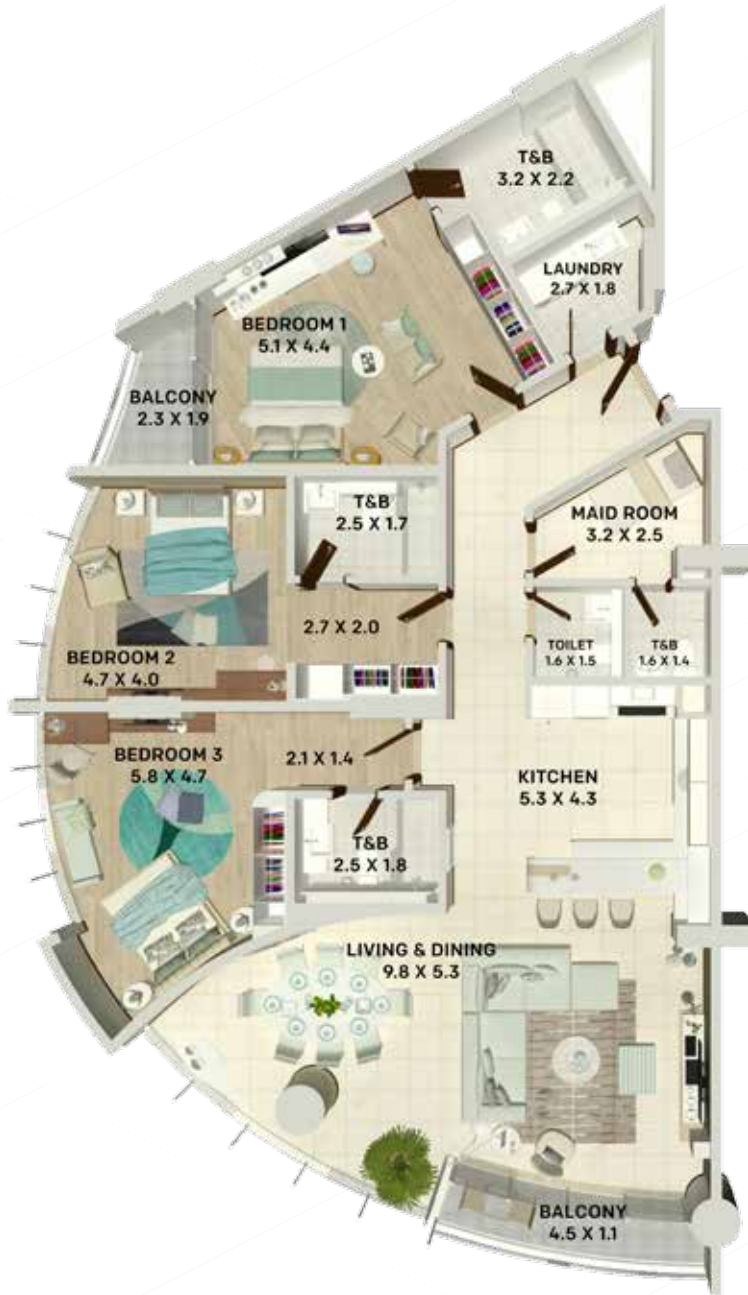 T&B
3.2 X 2.2
LAUNDRY
2.7 X 1.8
BEDROOM 1
5.1 X 4.4
BALCONY
2.3 X 1.9
T&B
2.5 X 1.7
MAID ROOM
3.2 X 2.5
2.7 X 2.0
TOILET
1.6 X 1.5
T&B
1.6 X 1.4
BEDROOM 2
4.7 X 4.0
BEDROOM 3
5.8 X 4.7
2.1 X 1.4
KITCHEN
5.3 X 4.3
T&B
2.5 X 1.8
LIVING & DINING
9.8 X 5.3
BALCONY
4.5 X 1.1